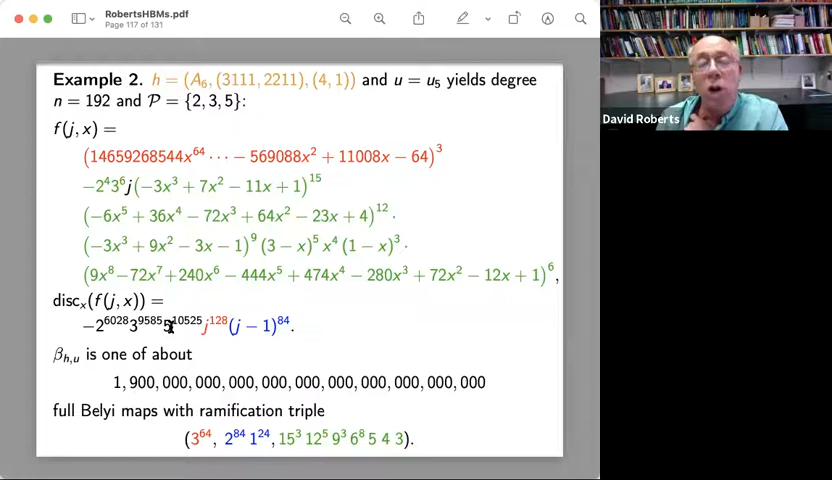 RobertsHBMs.pdf
Page 117 of 131
Example 2. h = (A₆, (3111, 2211), (4, 1)) and u = u₅ yields degree
n = 192 and 𝒫 = {2, 3, 5}:
f(j, x) =
(14659268544x⁶⁴ ⋯ − 569088x² + 11008x − 64)³
−2⁴3⁶j(−3x³ + 7x² − 11x + 1)¹⁵
(−6x⁵ + 36x⁴ − 72x³ + 64x² − 23x + 4)¹² ·
(−3x³ + 9x² − 3x − 1)⁹ (3 − x)⁵ x⁴ (1 − x)³ ·
(9x⁸ − 72x⁷ + 240x⁶ − 444x⁵ + 474x⁴ − 280x³ + 72x² − 12x + 1)⁶,
discₓ(f(j, x)) =
−2⁶⁰²⁸3⁹⁵⁸⁵5¹⁰⁵²⁵j¹²⁸(j − 1)⁸⁴.
βₕ,ᵤ is one of about
1,900,000,000,000,000,000,000,000,000,000,000
full Belyi maps with ramification triple
(3⁶⁴, 2⁸⁴ 1²⁴, 15³ 12⁵ 9³ 6⁸ 5 4 3).
David Roberts